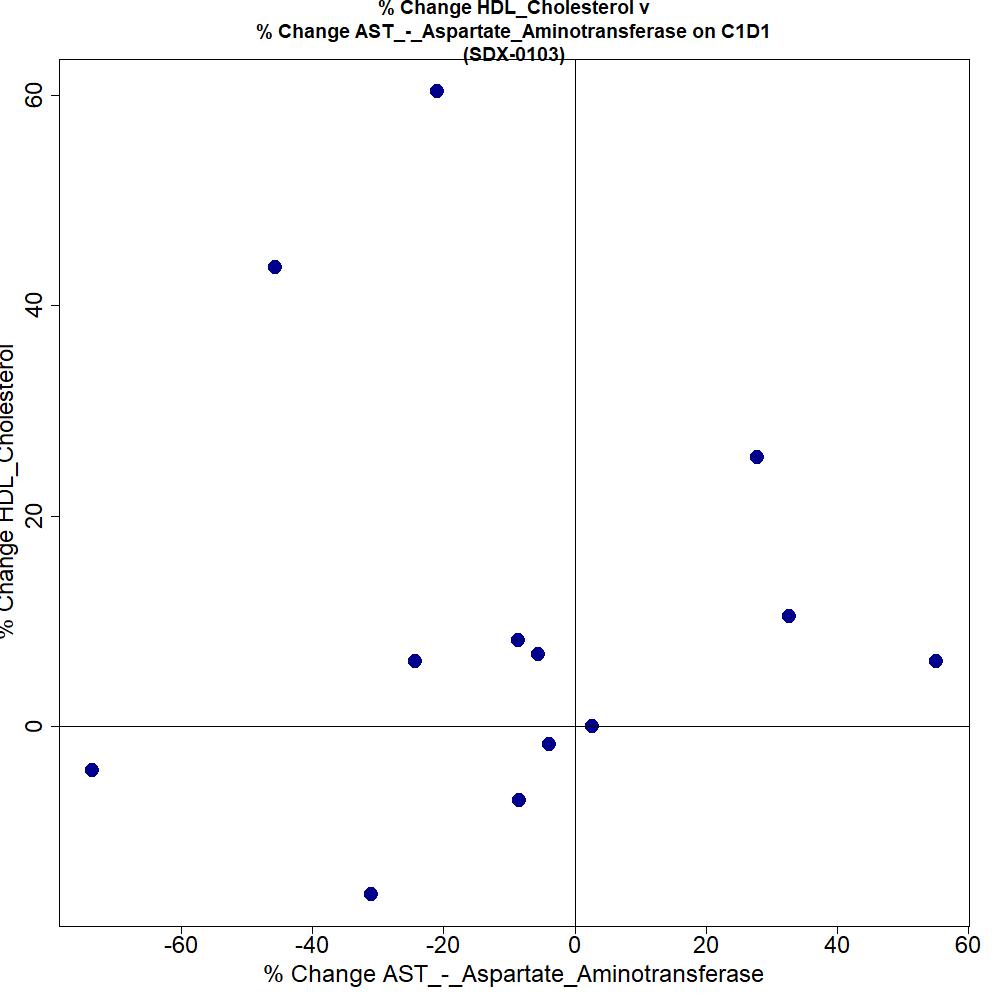 % Change HDL_Cholesterol v
% Change AST_-_Aspartate_Aminotransferase on C1D1
(SDX-0103)
% Change HDL_Cholesterol
60
40
20
0
-60 -40 -20 0 20 40 60
% Change AST_-_Aspartate_Aminotransferase